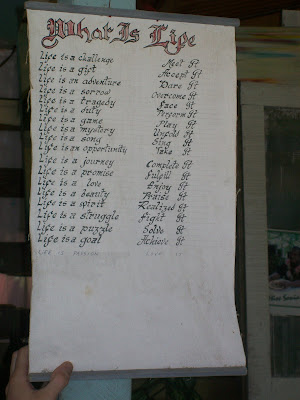 What Is Life
Life is a challenge Meet It
Life is a gift Accept It
Life is an adventure Dare It
Life is a sorrow Overcome It
Life is a tragedy Face It
Life is a duty Perform It
Life is a game Play It
Life is a mystery Unfold It
Life is a song Sing It
Life is an opportunity Take It
Life is a journey Complete It
Life is a promise Fulfill It
Life is a love Enjoy It
Life is a beauty Praise It
Life is a spirit Realized It
Life is a struggle Fight It
Life is a puzzle Solve It
Life is a goal Achieve It